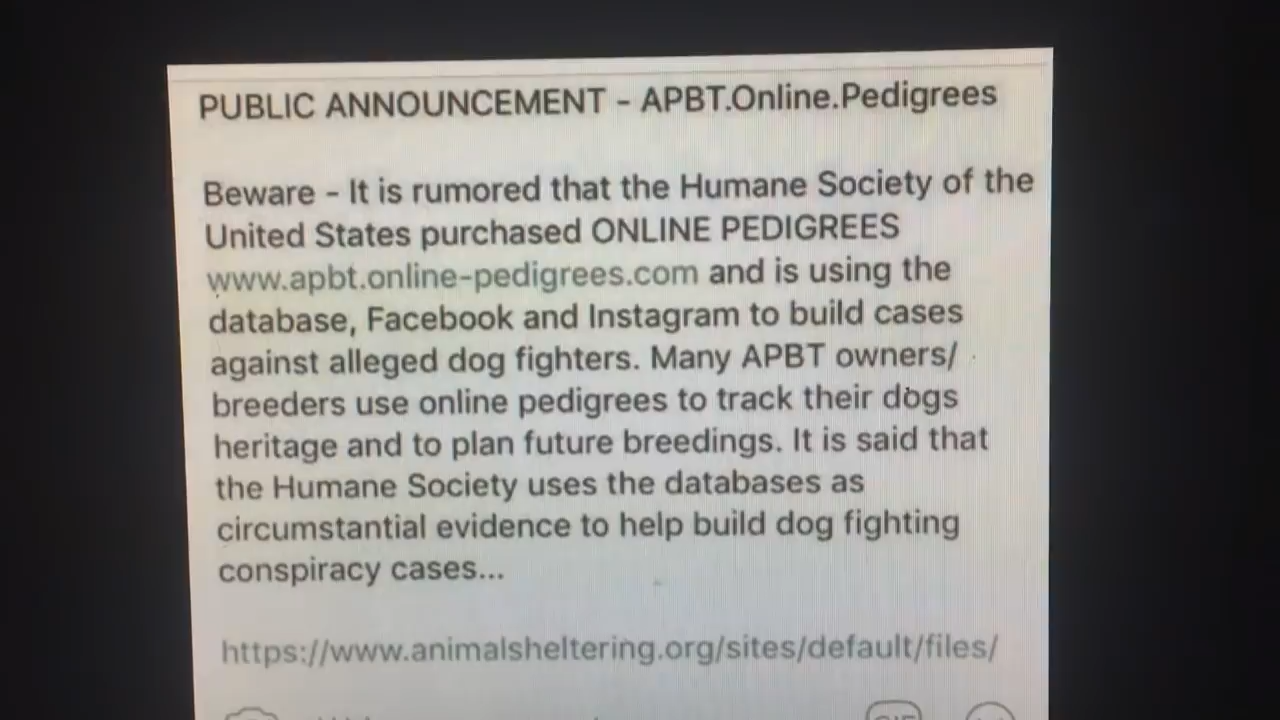 PUBLIC ANNOUNCEMENT - APBT.Online.Pedigrees
Beware - It is rumored that the Humane Society of the
United States purchased ONLINE PEDIGREES
www.apbt.online-pedigrees.com and is using the
database, Facebook and Instagram to build cases
against alleged dog fighters. Many APBT owners/
breeders use online pedigrees to track their dogs
heritage and to plan future breedings. It is said that
the Humane Society uses the databases as
circumstantial evidence to help build dog fighting
conspiracy cases...
https://www.animalsheltering.org/sites/default/files/